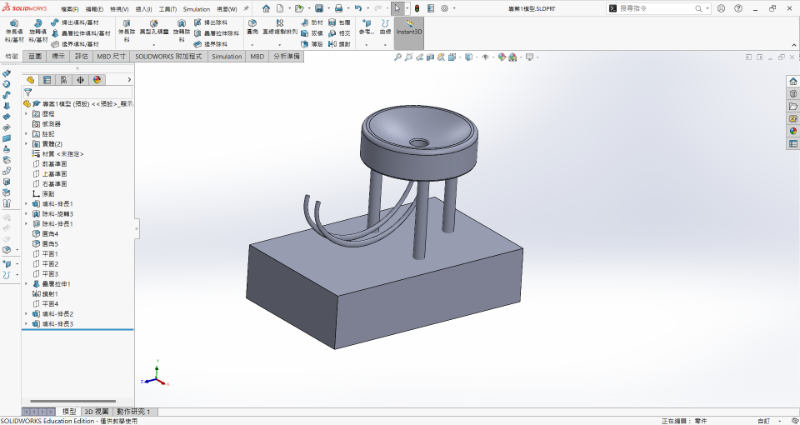 SOLIDWORKS 檔案(F) 編輯(E) 檢視(V) 插入(I) 工具(T) Simulation 視窗(W) 專案1模型.SLDPRT 搜尋指令
伸長填料/基材 旋轉填料/基材 掃出填料/基材 疊層拉伸填料/基材 邊界填料/基材 伸長除料 異型孔精靈 旋轉除料 掃出除料 疊層拉伸除料 邊界除料 圓角 直線複製排列 肋材 拔模 薄殼 包覆 相交 鏡射 參考... 曲線 Instant3D
特徵 草圖 標示 評估 MBD 尺寸 SOLIDWORKS 附加程式 Simulation MBD 分析準備
專案1模型 (預設) <<預設>_顯示
歷程
感測器
註記
實體(2)
材質 <未指定>
前基準面
上基準面
右基準面
原點
填料-伸長1
除料-旋轉3
除料-伸長1
圓角4
圓角5
平面1
平面2
平面3
疊層拉伸1
鏡射1
平面4
填料-伸長2
填料-伸長3
模型 3D 視圖 動作研究 1
SOLIDWORKS Education Edition - 僅供教學使用 正在編輯：零件 自訂